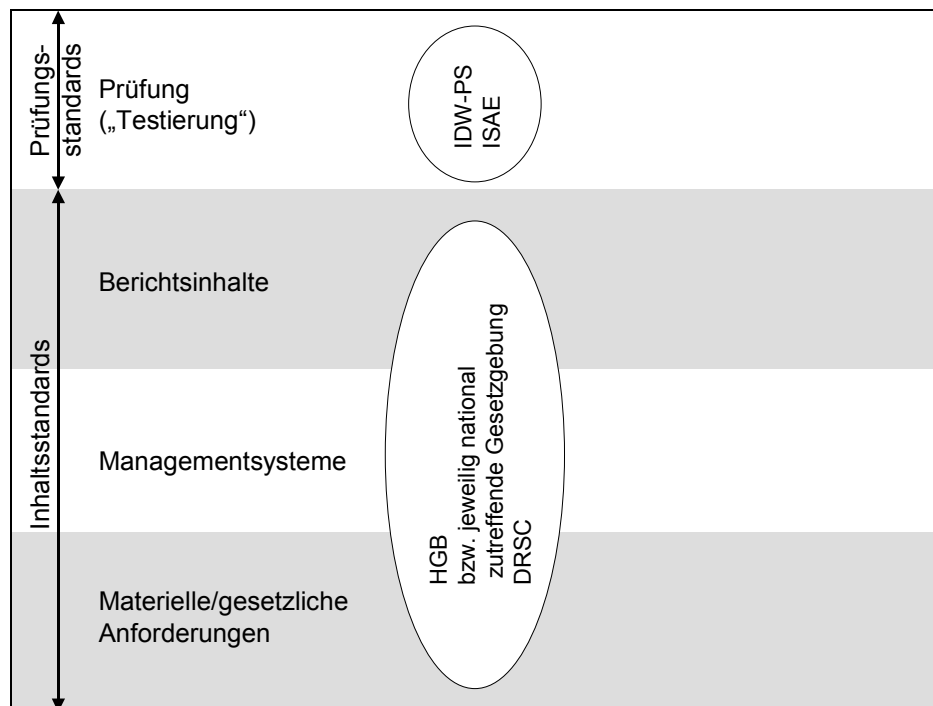 Prüfungs-
standards
Prüfung
(„Testierung“)
IDW-PS
ISAE
Inhaltsstandards
Berichtsinhalte
Managementsysteme
Materielle/gesetzliche
Anforderungen
HGB
bzw. jeweilig national
zutreffende Gesetzgebung
DRSC